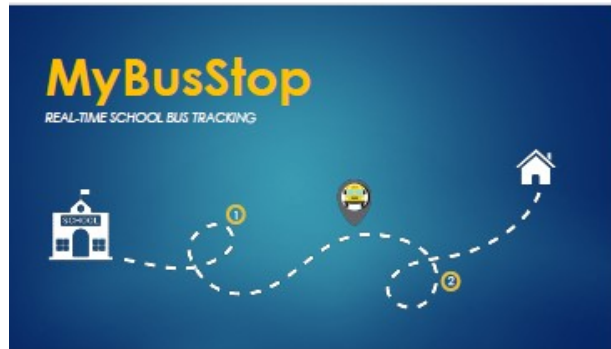 MyBusStop
REAL-TIME SCHOOL BUS TRACKING
SCHOOL
1
2